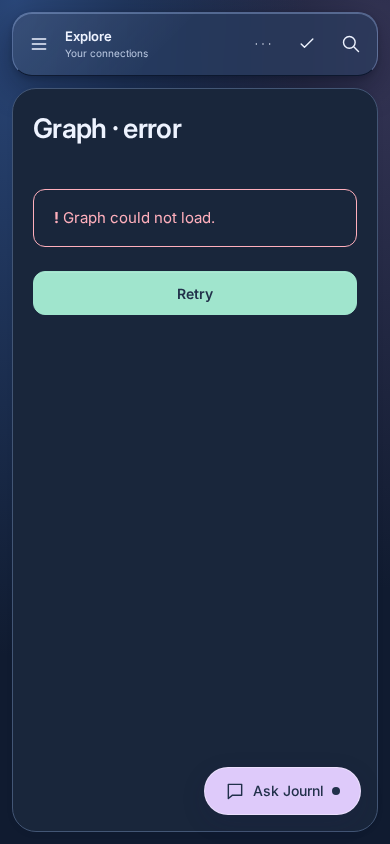 Explore
Your connections
...
Graph · error
! Graph could not load.
Retry
Ask Journl